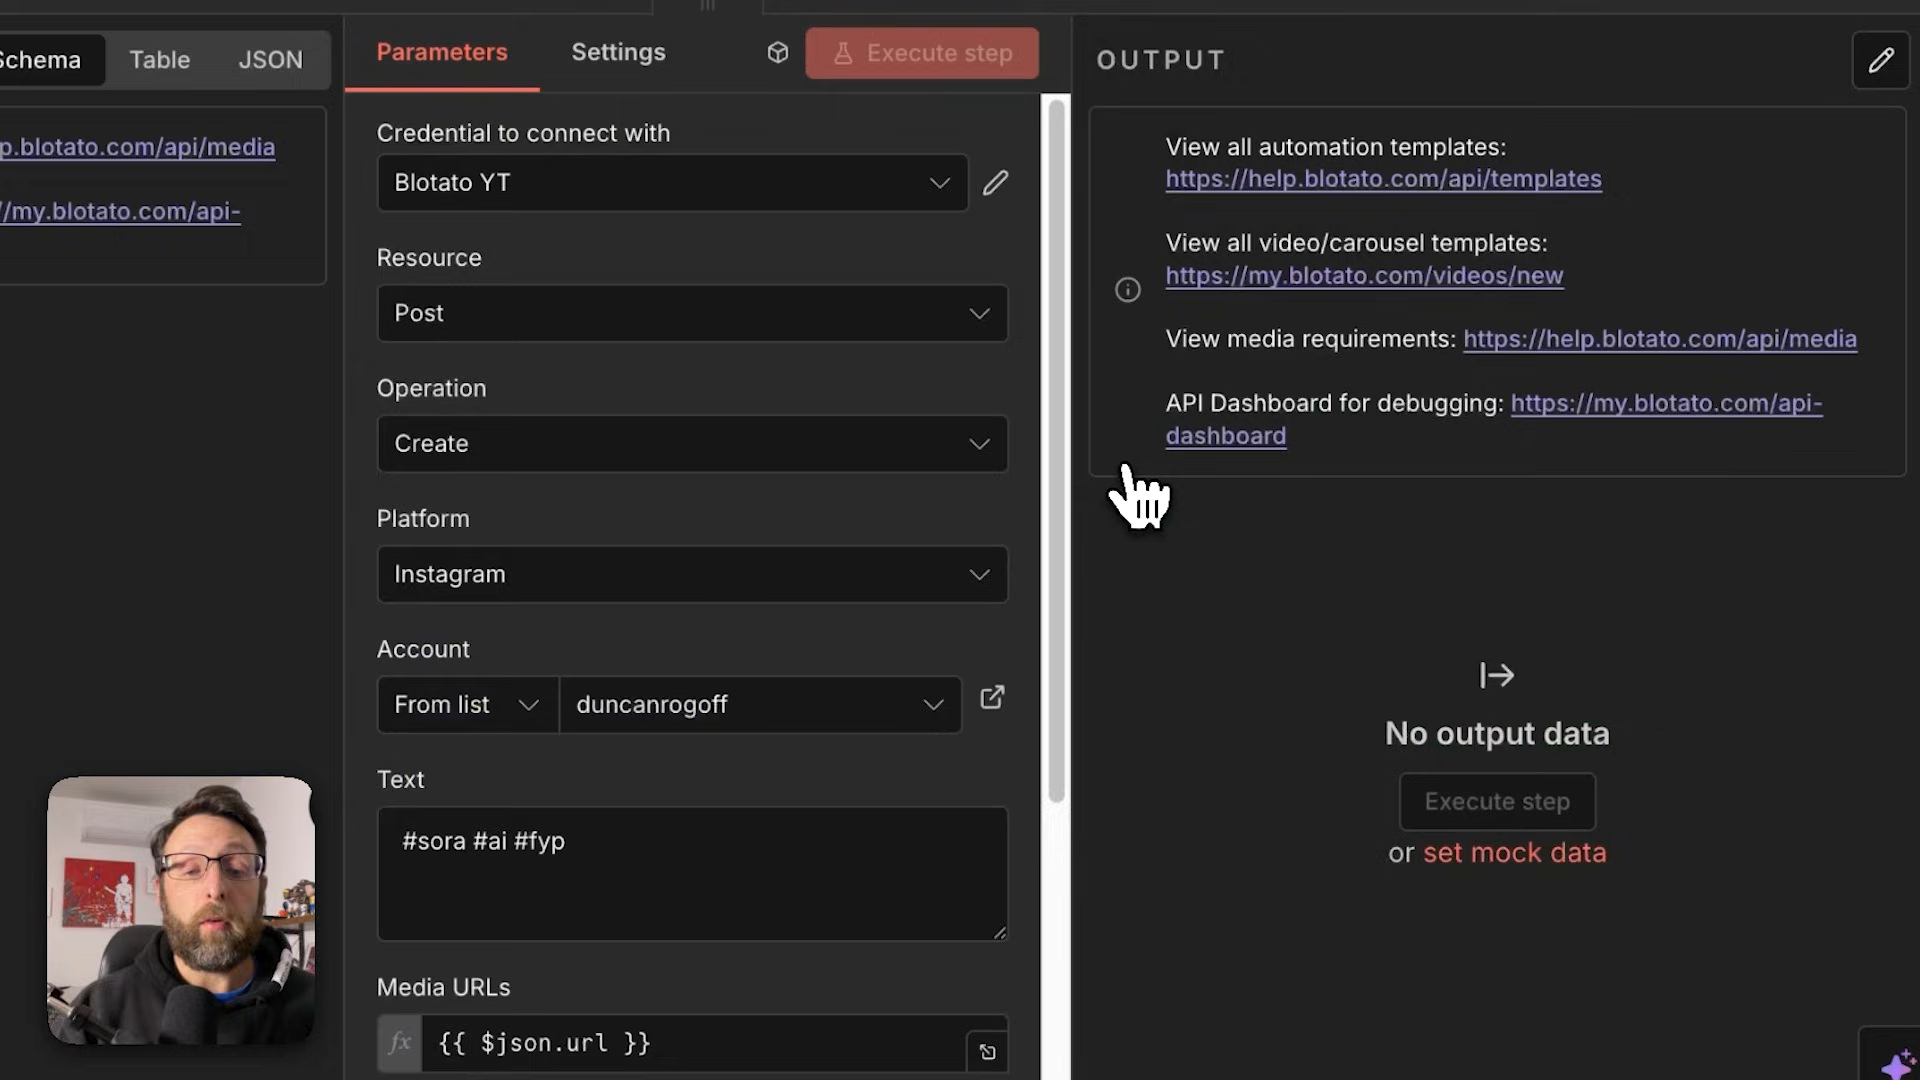 Schema
Table
JSON
p.blotato.com/api/media
//my.blotato.com/api-
Parameters
Settings
Execute step
Credential to connect with
Blotato YT
Resource
Post
Operation
Create
Platform
Instagram
Account
From list
duncanrogoff
Text
#sora #ai #fyp
Media URLs
fx
{{ $json.url }}
OUTPUT
View all automation templates:
https://help.blotato.com/api/templates
View all video/carousel templates:
https://my.blotato.com/videos/new
View media requirements: https://help.blotato.com/api/media
API Dashboard for debugging: https://my.blotato.com/api-
dashboard
No output data
Execute step
or set mock data